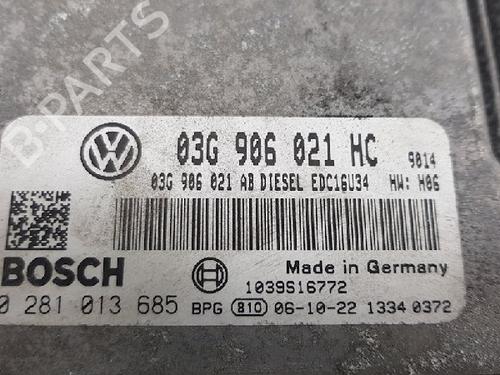 B-PARTS
03G 906 021 HC 9014
03G 906 021 AB DIESEL EDC16U34 HW: H06
BOSCH
Made in Germany
1039S16772
0 281 013 685 BPG 810 06-10-22 1334 0372